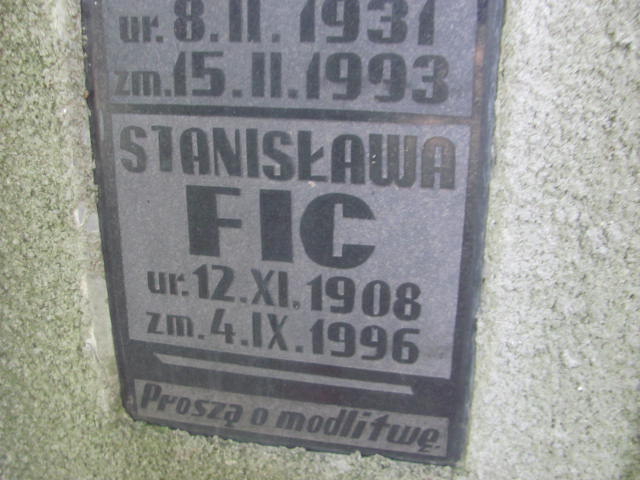 ur. 8.II.1931
zm. 15.II.1993
STANISŁAWA
FIC
ur. 12.XI.1908
zm. 4.IX.1996
Proszą o modlitwę